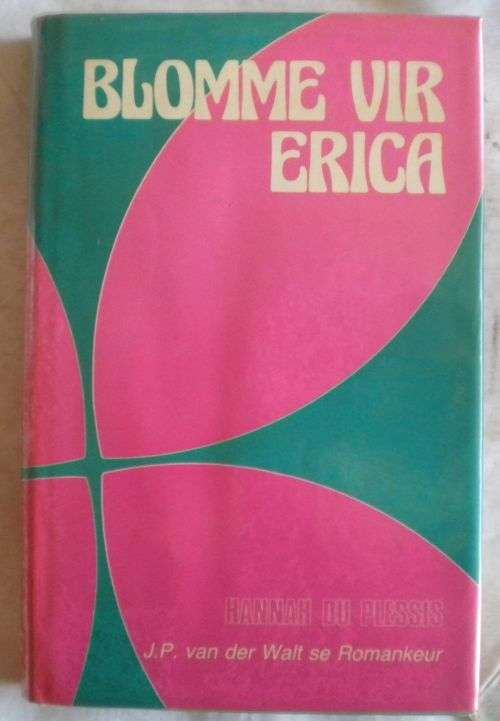 BLOMME VIR
ERICA
HANNAH DU PLESSIS
J.P. van der Walt se Romankeur